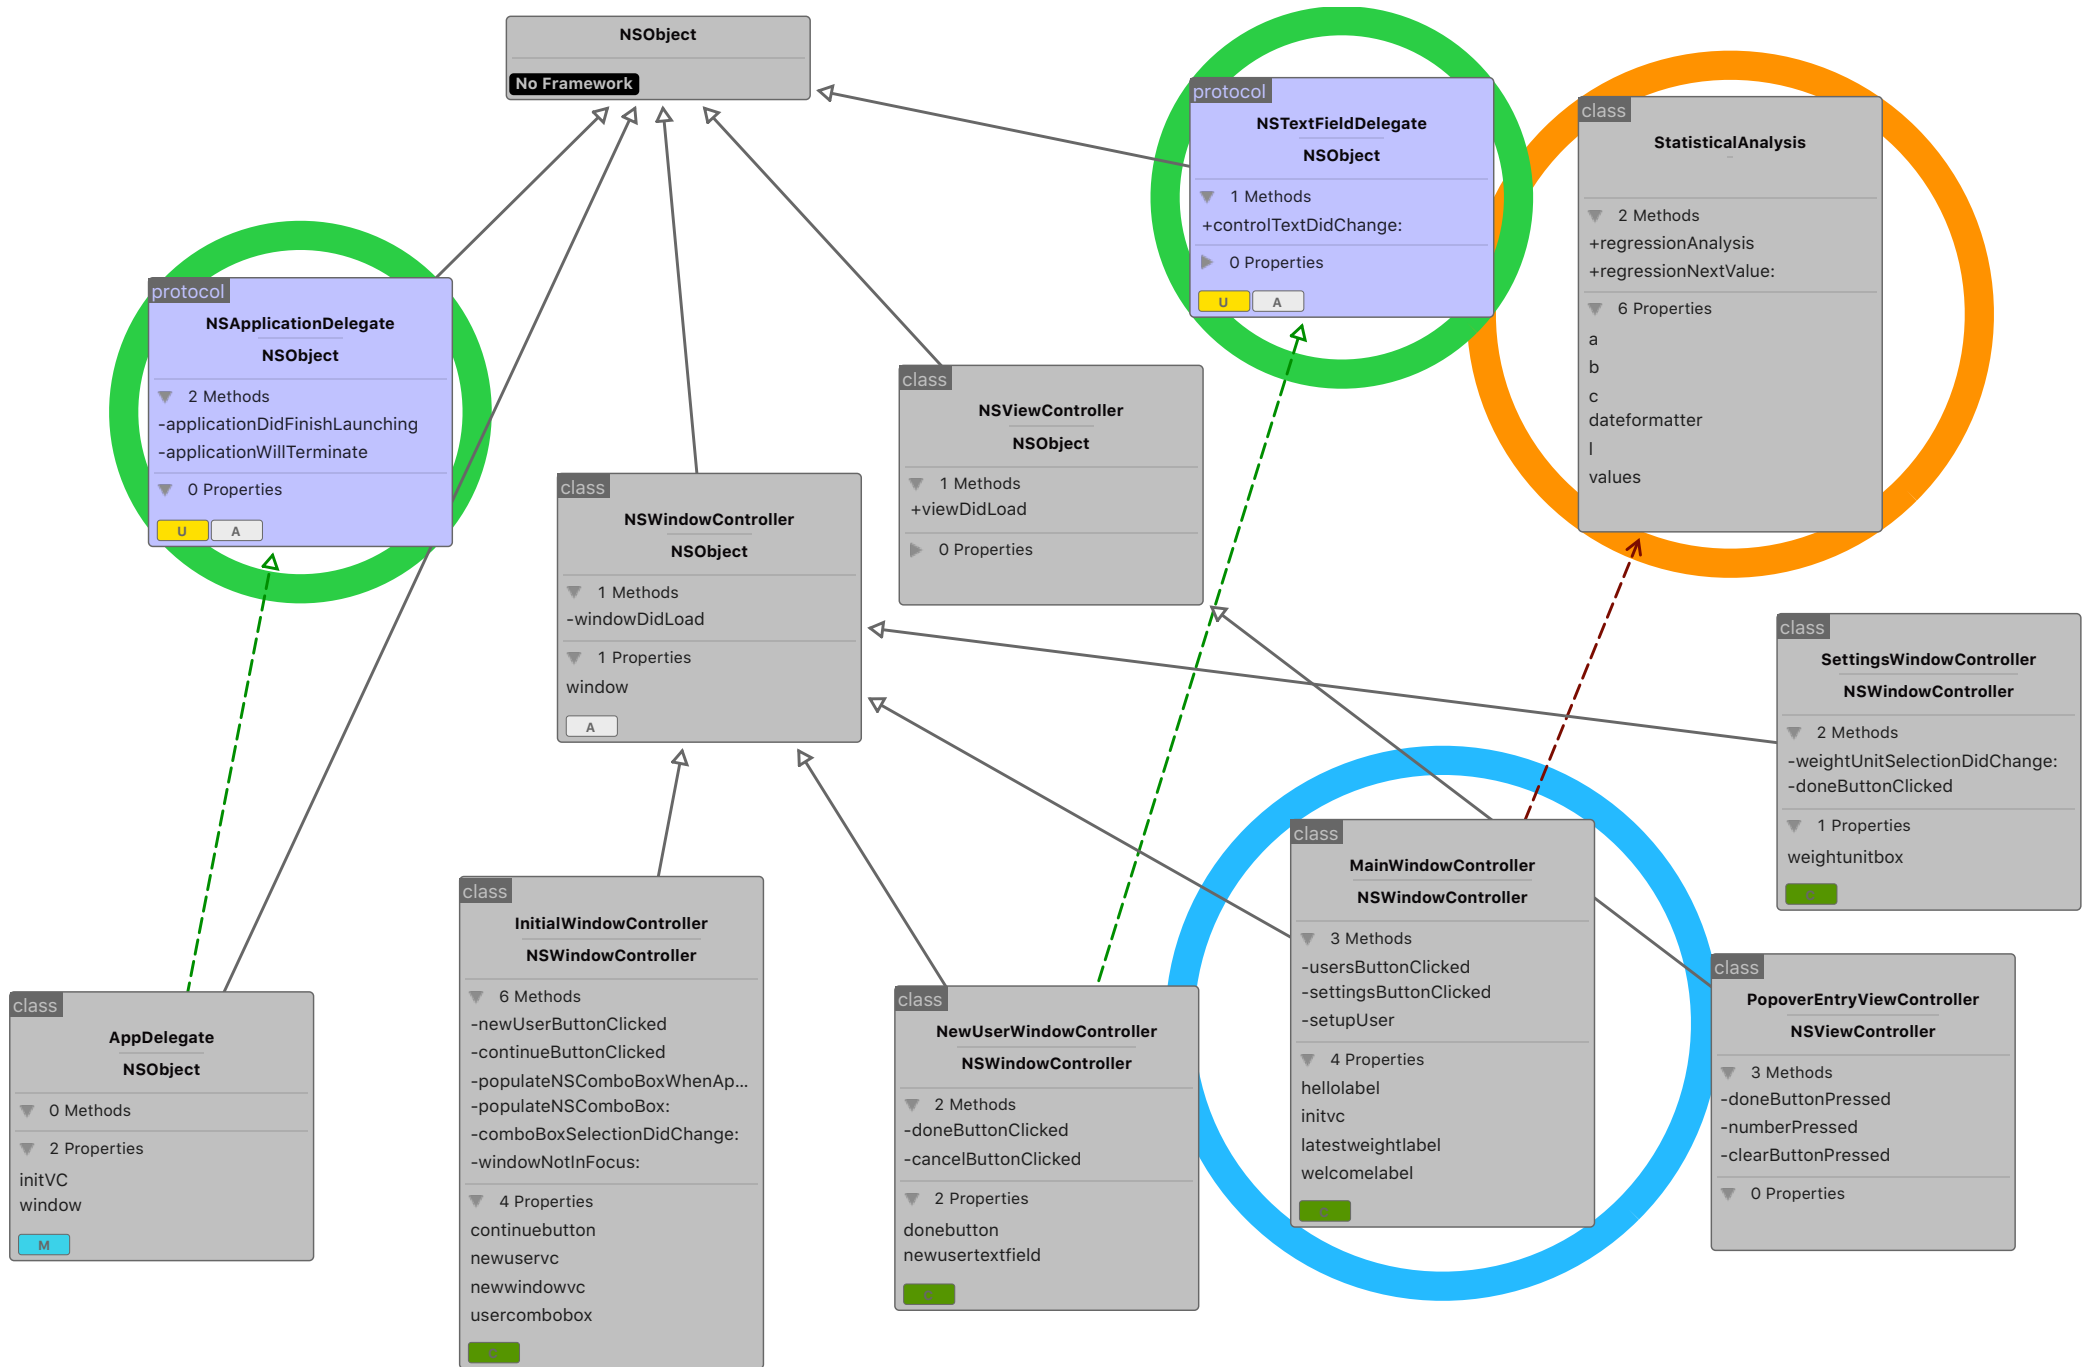 NSObject
No Framework
protocol
NSTextFieldDelegate
NSObject
1 Methods
+controlTextDidChange:
0 Properties
U A
class
StatisticalAnalysis
2 Methods
+regressionAnalysis
+regressionNextValue:
6 Properties
a
b
c
dateformatter
l
values
protocol
NSApplicationDelegate
NSObject
2 Methods
-applicationDidFinishLaunching
-applicationWillTerminate
0 Properties
U A
class
NSViewController
NSObject
1 Methods
+viewDidLoad
0 Properties
class
NSWindowController
NSObject
1 Methods
-windowDidLoad
1 Properties
window
A
class
SettingsWindowController
NSWindowController
2 Methods
-weightUnitSelectionDidChange:
-doneButtonClicked
1 Properties
weightunitbox
C
class
AppDelegate
NSObject
0 Methods
2 Properties
initVC
window
M
class
InitialWindowController
NSWindowController
6 Methods
-newUserButtonClicked
-continueButtonClicked
-populateNSComboBoxWhenAp...
-populateNSComboBox:
-comboBoxSelectionDidChange:
-windowNotInFocus:
4 Properties
continuebutton
newuservc
newwindowvc
usercombobox
C
class
NewUserWindowController
NSWindowController
2 Methods
-doneButtonClicked
-cancelButtonClicked
2 Properties
donebutton
newusertextfield
C
class
MainWindowController
NSWindowController
3 Methods
-usersButtonClicked
-settingsButtonClicked
-setupUser
4 Properties
hellolabel
initvc
latestweightlabel
welcomelabel
C
class
PopoverEntryViewController
NSViewController
3 Methods
-doneButtonPressed
-numberPressed
-clearButtonPressed
0 Properties